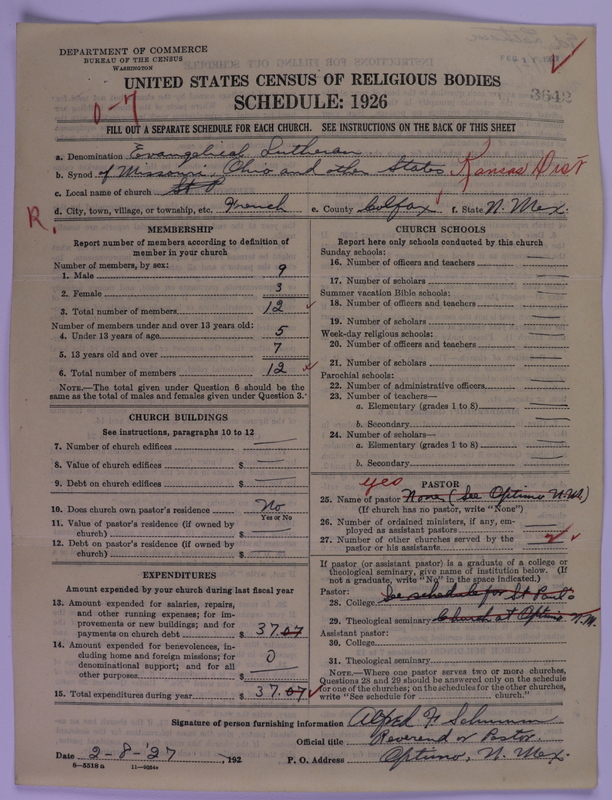 DEPARTMENT OF COMMERCE
BUREAU OF THE CENSUS
WASHINGTON
UNITED STATES CENSUS OF RELIGIOUS BODIES
SCHEDULE: 1926
0-7
3642
FILL OUT A SEPARATE SCHEDULE FOR EACH CHURCH. SEE INSTRUCTIONS ON THE BACK OF THIS SHEET
a. Denomination Evangelical Lutheran
b. Synod of Missouri, Ohio and other States Kansas Dist
c. Local name of church St P
R. d. City, town, village, or township, etc. French e. County Colfax f. State N. Mex.
MEMBERSHIP
Report number of members according to definition of
member in your church
Number of members, by sex:
1. Male 9
2. Female 3
3. Total number of members 12
Number of members under and over 13 years old:
4. Under 13 years of age 5
5. 13 years old and over 7
6. Total number of members 12
NOTE.—The total given under Question 6 should be the
same as the total of males and females given under Question 3.
CHURCH BUILDINGS
See instructions, paragraphs 10 to 12
7. Number of church edifices
8. Value of church edifices $
9. Debt on church edifices $
10. Does church own pastor's residence No
Yes or No
11. Value of pastor's residence (if owned by
church) $
12. Debt on pastor's residence (if owned by
church) $
EXPENDITURES
Amount expended by your church during last fiscal year
13. Amount expended for salaries, repairs,
and other running expenses; for im-
provements or new buildings; and for
payments on church debt $ 37.07
14. Amount expended for benevolences, in-
cluding home and foreign missions; for
denominational support; and for all
other purposes $ 0
15. Total expenditures during year $ 37.07
CHURCH SCHOOLS
Report here only schools conducted by this church
Sunday schools:
16. Number of officers and teachers
17. Number of scholars
Summer vacation Bible schools:
18. Number of officers and teachers
19. Number of scholars
Week-day religious schools:
20. Number of officers and teachers
21. Number of scholars
Parochial schools:
22. Number of administrative officers
23. Number of teachers—
a. Elementary (grades 1 to 8)
b. Secondary
24. Number of scholars—
a. Elementary (grades 1 to 8)
b. Secondary
yes PASTOR
25. Name of pastor None (See Optimo N.M.)
(If church has no pastor, write "None")
26. Number of ordained ministers, if any, em-
ployed as assistant pastors
27. Number of other churches served by the
pastor or his assistants
If pastor (or assistant pastor) is a graduate of a college or
theological seminary, give name of institution below. (If
not a graduate, write "No" in the space indicated.)
Pastor:
28. College See schedule for St Paul's
29. Theological seminary Church at Optimo N.M.
Assistant pastor:
30. College
31. Theological seminary
NOTE.—Where one pastor serves two or more churches,
Questions 28 and 29 should be answered only on the schedule
for one of the churches; on the schedules for the other churches,
write "See schedule for church."
Signature of person furnishing information Alfred F
Official title Reverend or Pastor
Date 2-8-'27, 192 P. O. Address Optimo, N. Mex.